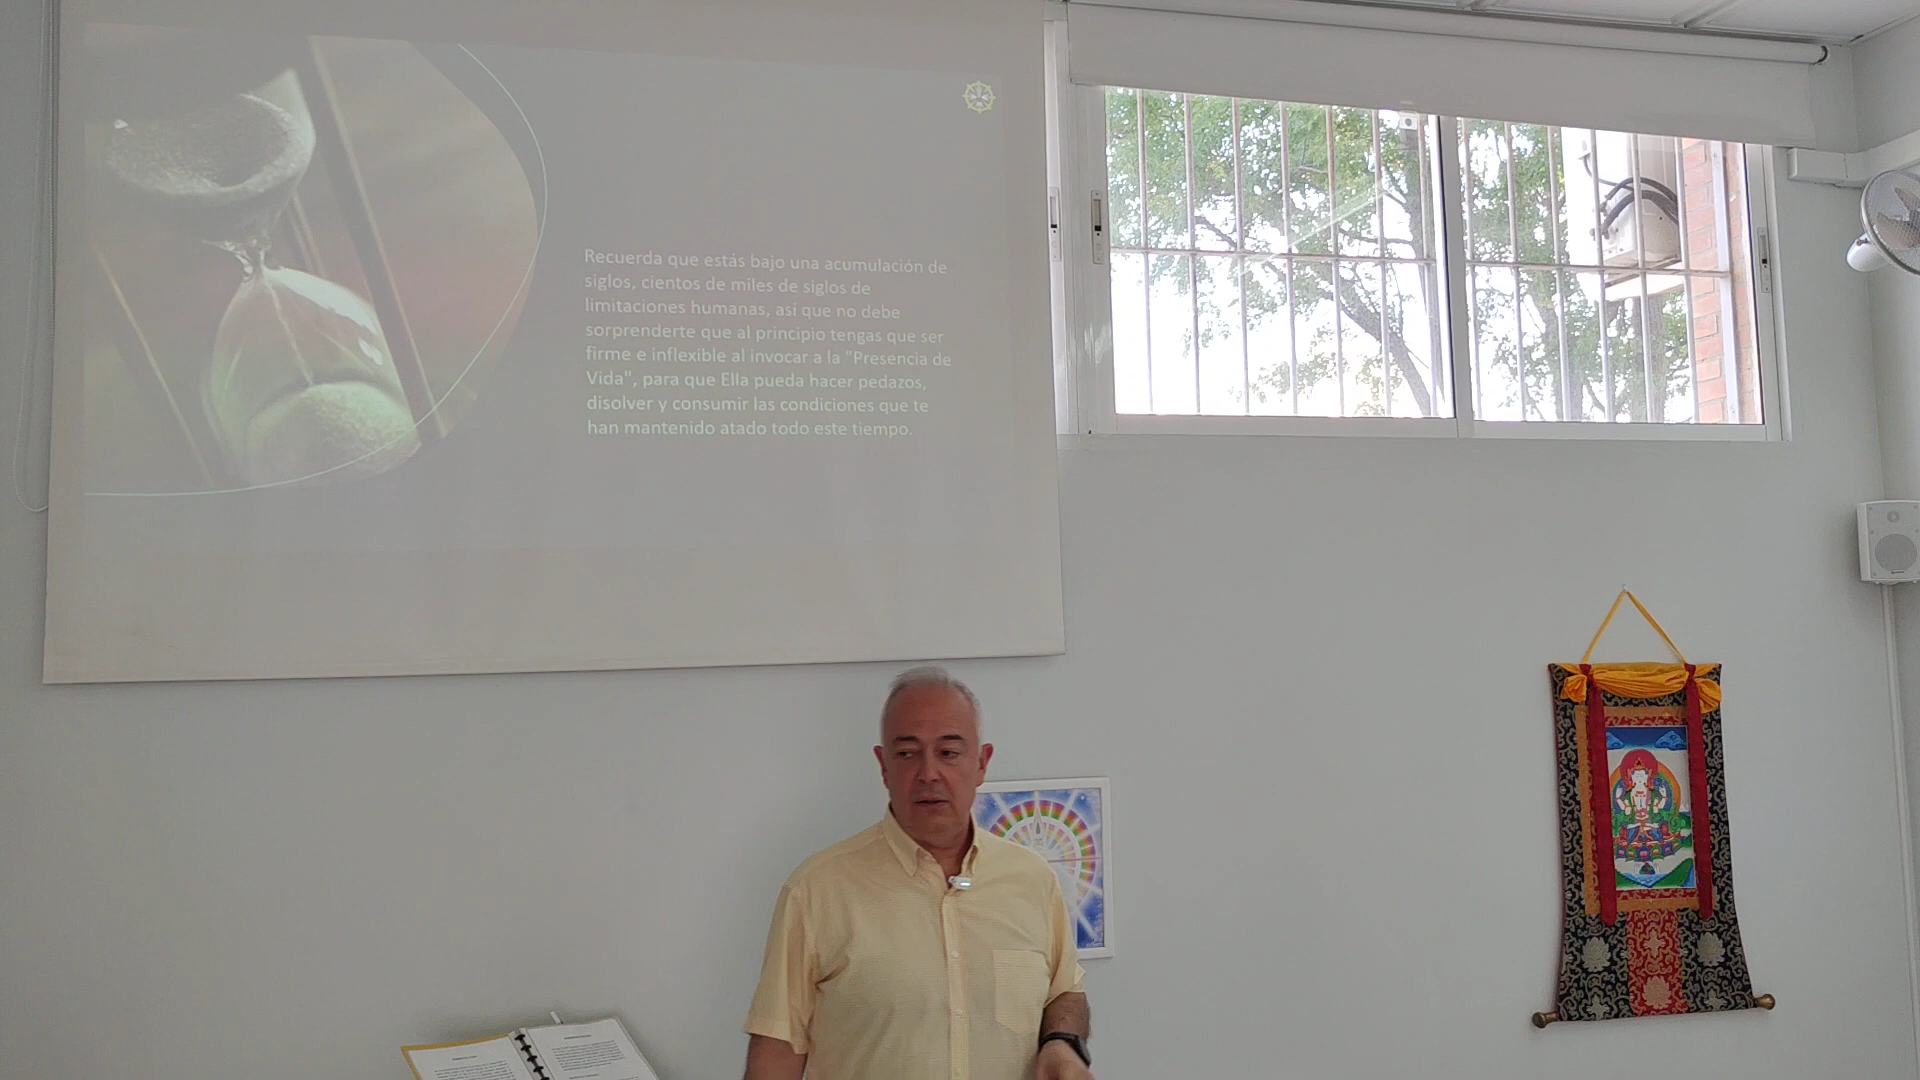 Recuerda que estás bajo una acumulación de
siglos, cientos de miles de siglos de
limitaciones humanas, así que no debe
sorprenderte que al principio tengas que ser
firme e inflexible al invocar a la "Presencia de
Vida", para que Ella pueda hacer pedazos,
disolver y consumir las condiciones que te
han mantenido atado todo este tiempo.